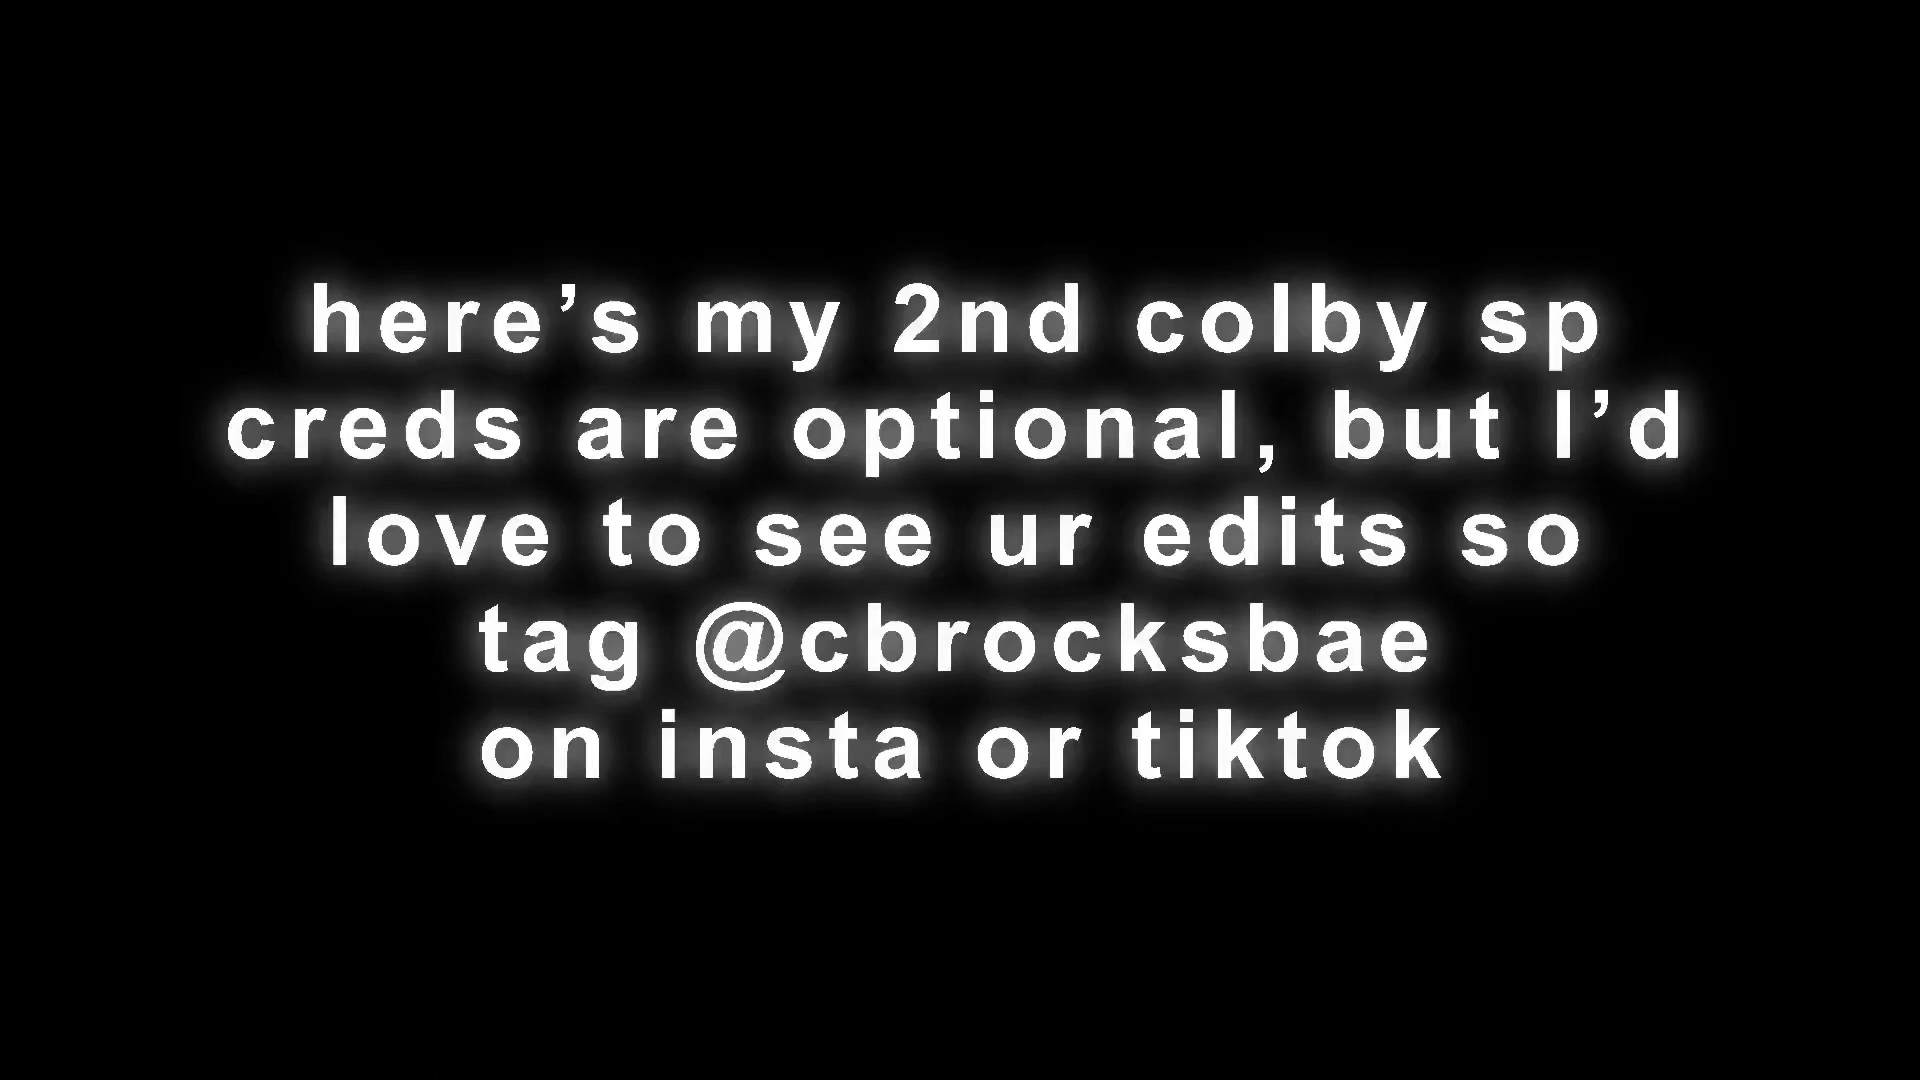 here’s my 2nd colby sp
creds are optional, but I’d
love to see ur edits so
tag @cbrocksbae
on insta or tiktok